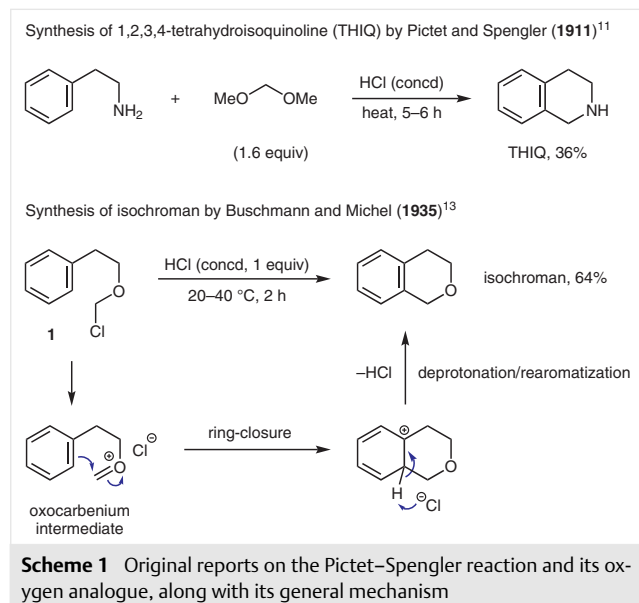 Synthesis of 1,2,3,4-tetrahydroisoquinoline (THIQ) by Pictet and Spengler (1911)11
NH2
+
MeO
OMe
(1.6 equiv)
HCl (concd)
heat, 5–6 h
NH
THIQ, 36%
Synthesis of isochroman by Buschmann and Michel (1935)13
O
Cl
1
HCl (concd, 1 equiv)
20–40 °C, 2 h
O
isochroman, 64%
–HCl
deprotonation/rearomatization
O
⊕
Cl⊖
ring-closure
⊕
O
H
⊖Cl
oxocarbenium
intermediate
Scheme 1 Original reports on the Pictet–Spengler reaction and its ox-
ygen analogue, along with its general mechanism